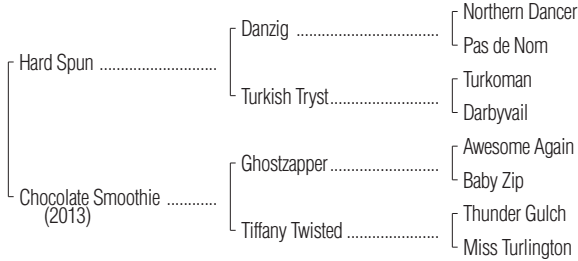 Northern Dancer
Danzig ..................................
Pas de Nom
Hard Spun ............................
Turkoman
Turkish Tryst..........................
Darbyvail
Awesome Again
Ghostzapper..........................
Baby Zip
Chocolate Smoothie ............
(2013)
Thunder Gulch
Tiffany Twisted ......................
Miss Turlington